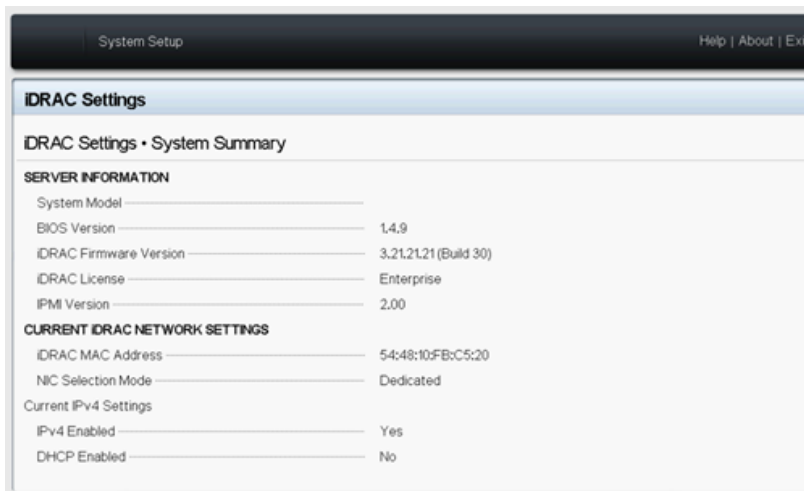 System Setup
Help | About | Exi
iDRAC Settings
iDRAC Settings • System Summary
SERVER INFORMATION
System Model
BIOS Version 1.4.9
iDRAC Firmware Version 3.21.21.21 (Build 30)
iDRAC License Enterprise
IPMI Version 2.00
CURRENT iDRAC NETWORK SETTINGS
iDRAC MAC Address 54:48:10:FB:C5:20
NIC Selection Mode Dedicated
Current IPv4 Settings
IPv4 Enabled Yes
DHCP Enabled No